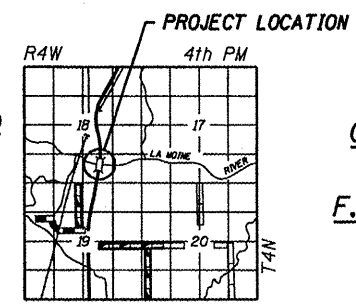 PROJECT LOCATION
R4W 4th PM
18 17
LA MOINE RIVER
19 20
T4N
F.